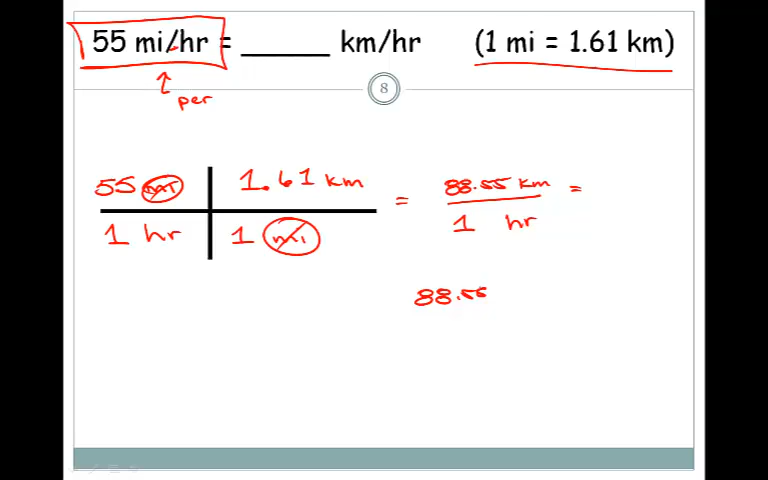 55 mi/hr = ______ km/hr (1 mi = 1.61 km)
per
8
55 mi 1.61 km = 88.55 km =
1 hr 1 mi 1 hr
88.55